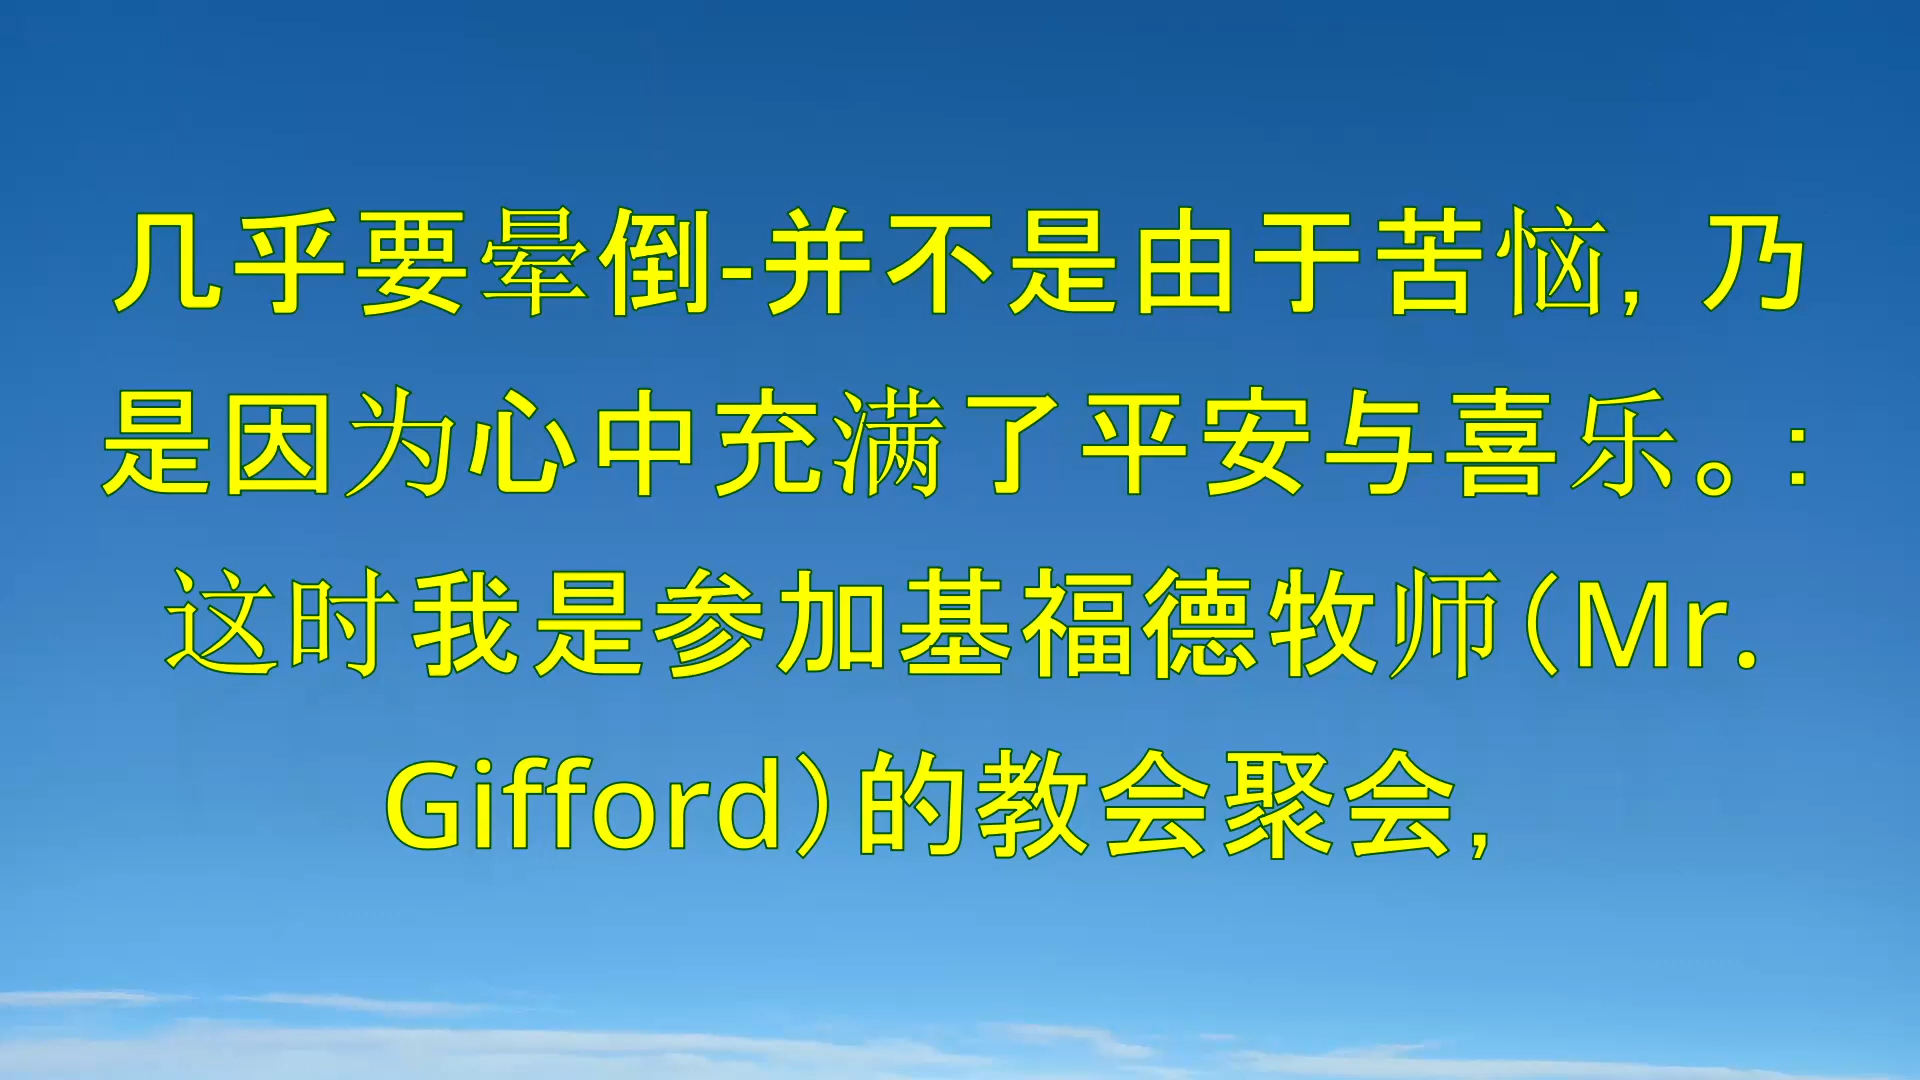 几乎要晕倒-并不是由于苦恼，乃
是因为心中充满了平安与喜乐。:
这时我是参加基福德牧师（Mr.
Gifford）的教会聚会，